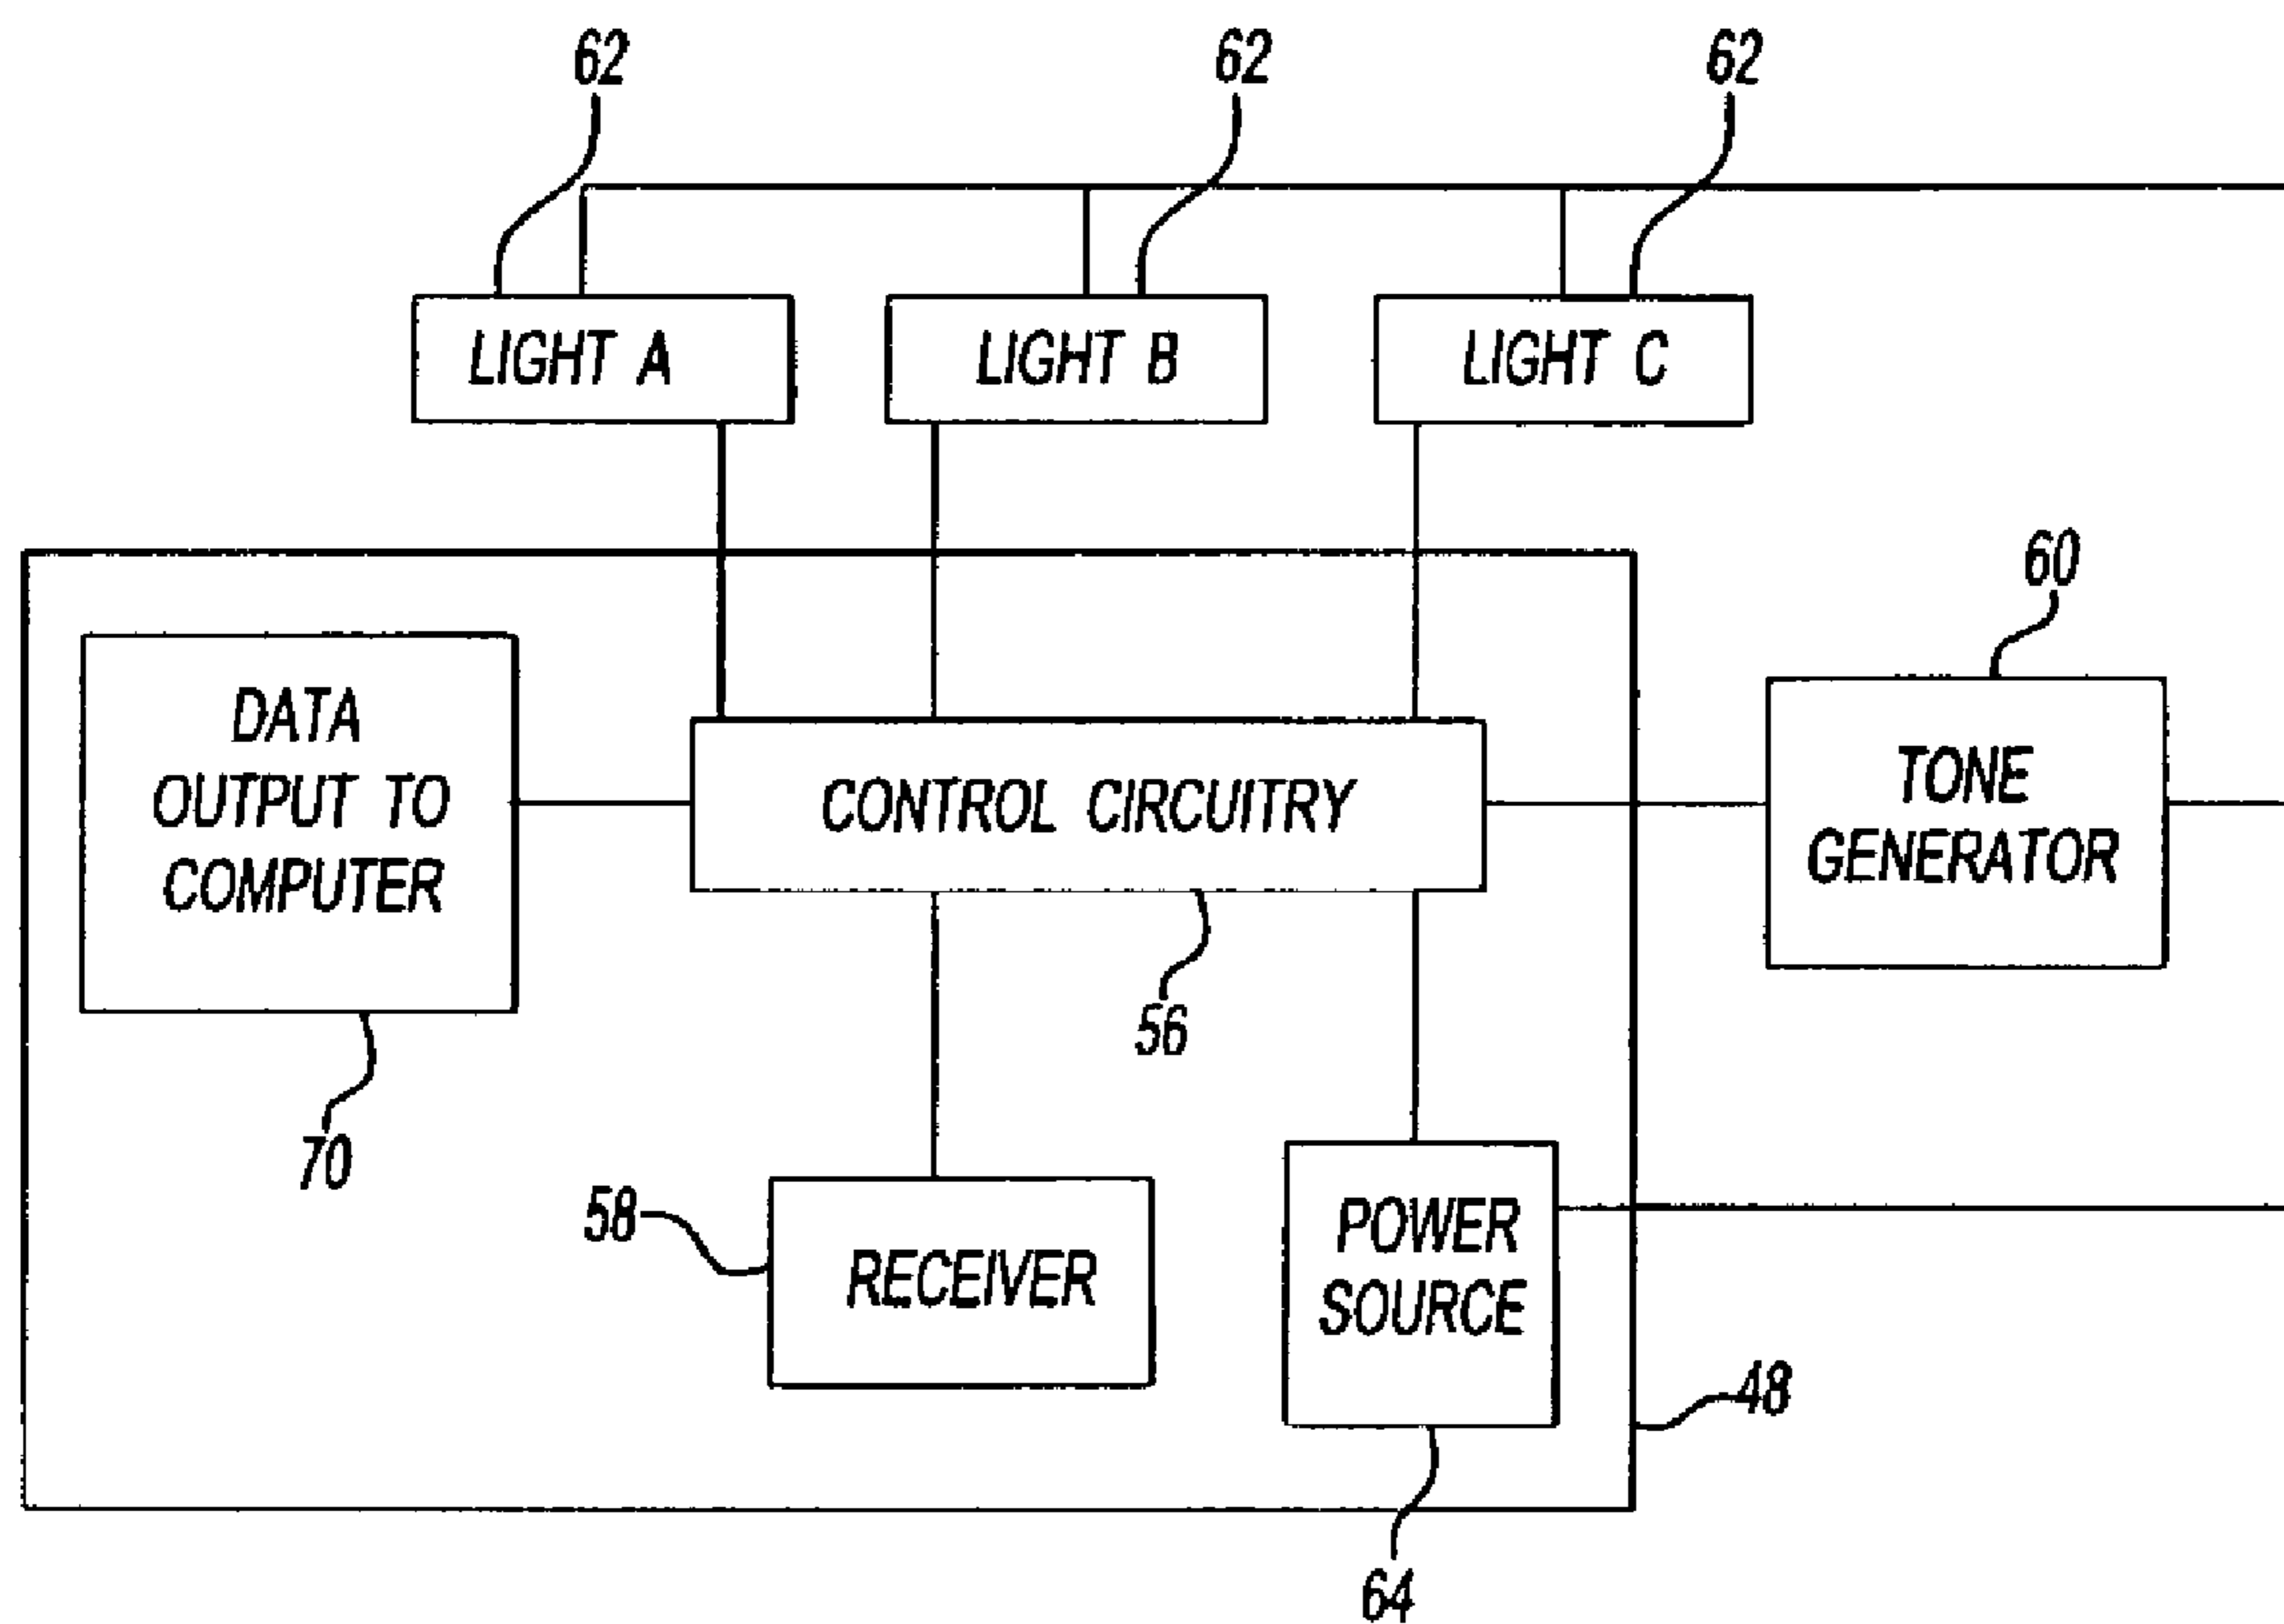 62
62
62
LIGHT A
LIGHT B
LIGHT C
60
DATA
OUTPUT TO
COMPUTER
CONTROL CIRCUITRY
TONE
GENERATOR
56
70
58
RECEIVER
POWER
SOURCE
48
64